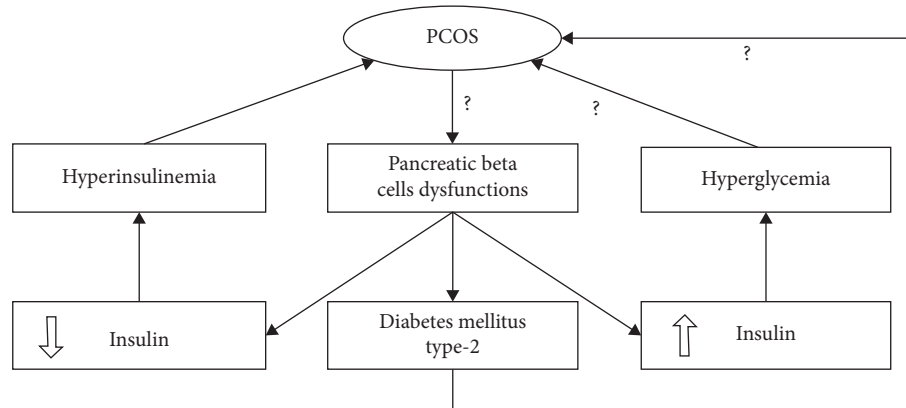 PCOS
?
?
?
Hyperinsulinemia
Pancreatic beta
cells dysfunctions
Hyperglycemia
Insulin
Diabetes mellitus
type-2
Insulin